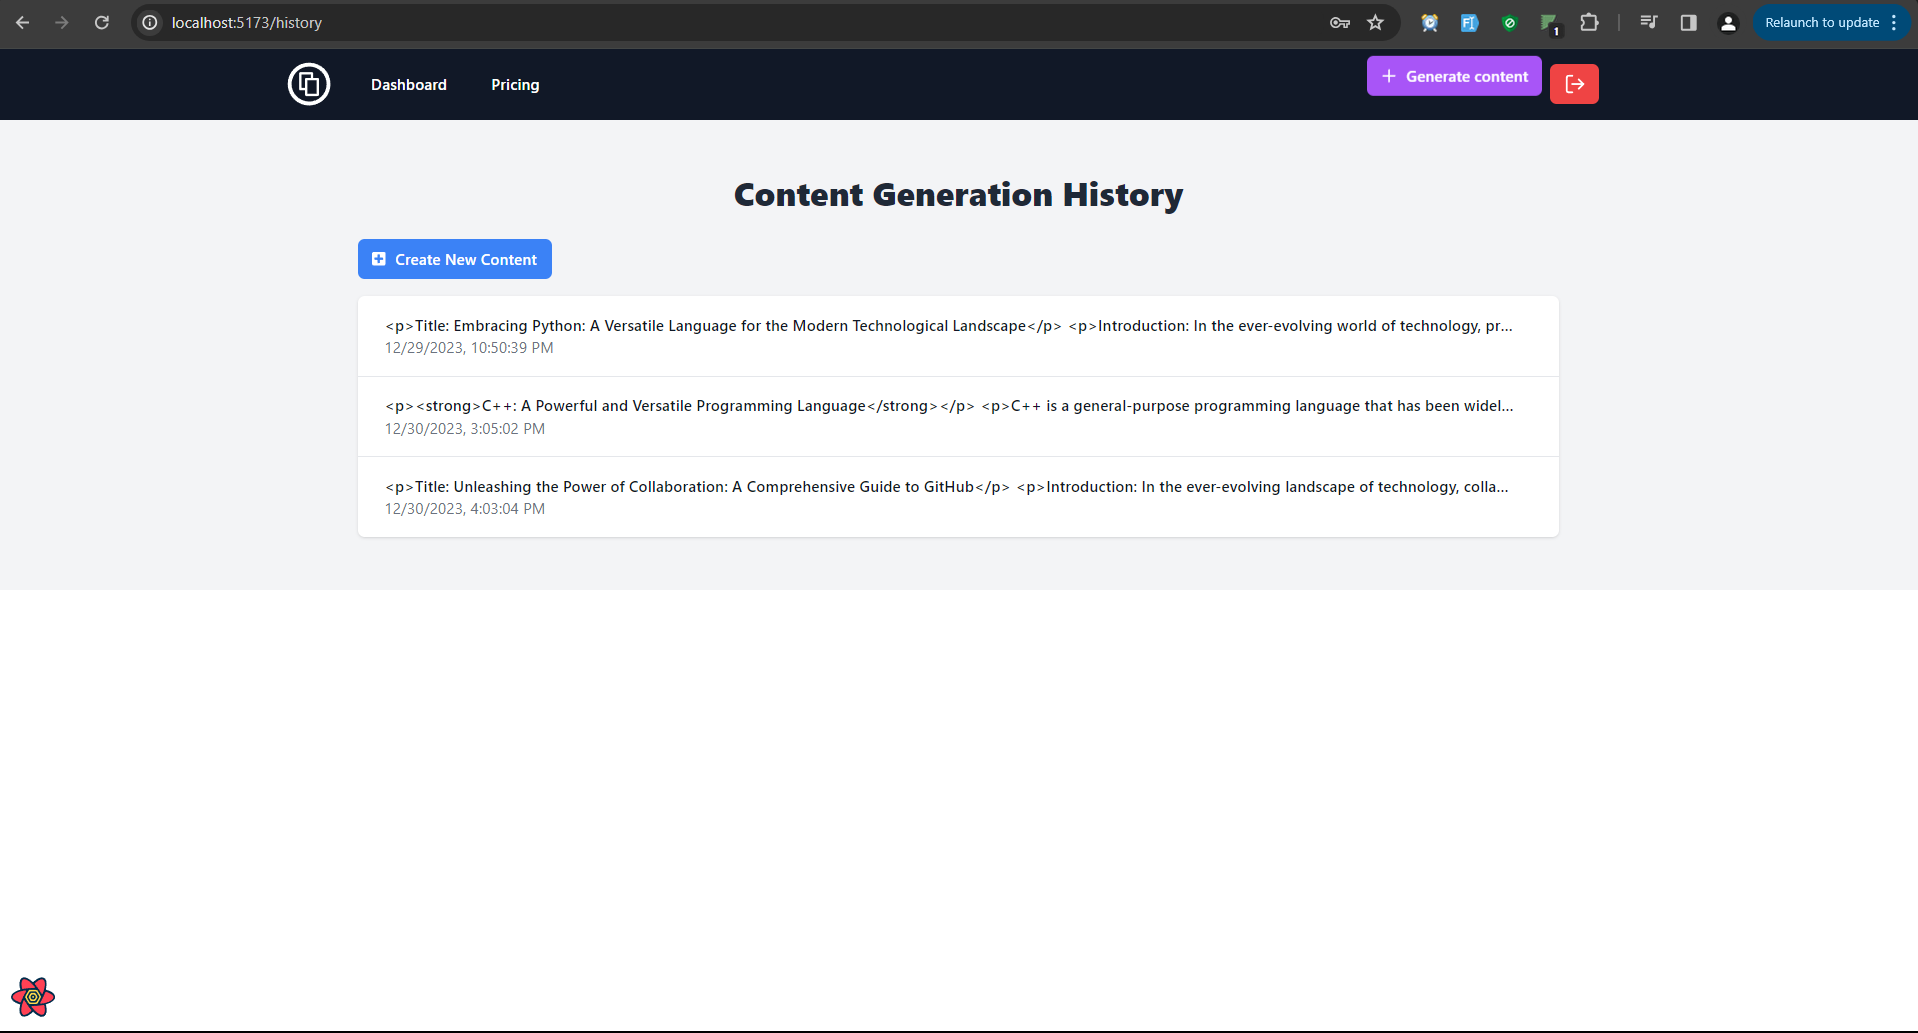 localhost:5173/history
1
Relaunch to update
Dashboard
Pricing
Generate content
Content Generation History
Create New Content
<p>Title: Embracing Python: A Versatile Language for the Modern Technological Landscape</p> <p>Introduction: In the ever-evolving world of technology, pr...
12/29/2023, 10:50:39 PM
<p><strong>C++: A Powerful and Versatile Programming Language</strong></p> <p>C++ is a general-purpose programming language that has been widel...
12/30/2023, 3:05:02 PM
<p>Title: Unleashing the Power of Collaboration: A Comprehensive Guide to GitHub</p> <p>Introduction: In the ever-evolving landscape of technology, colla...
12/30/2023, 4:03:04 PM